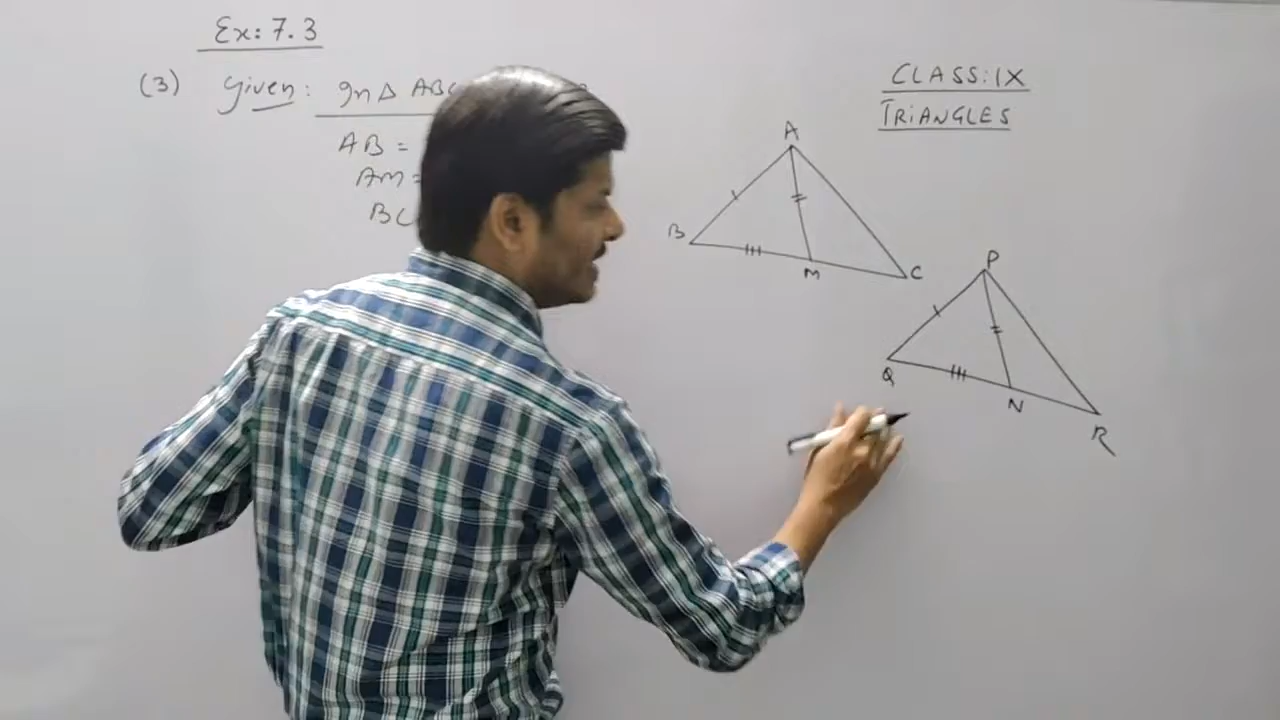 Ex: 7.3
(3) Given: In Δ ABC
AB =
AM =
BC
CLASS: IX
TRIANGLES
A
B
M
C
P
Q
N
R